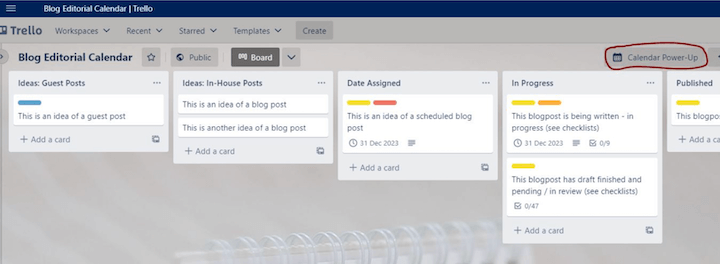 Blog Editorial Calendar | Trello
Trello Workspaces Recent Starred Templates Create
Blog Editorial Calendar Public Board Calendar Power-Up
Ideas: Guest Posts
This is an idea of a guest post
+ Add a card
Ideas: In-House Posts
This is an idea of a blog post
This is another idea of a blog post
+ Add a card
Date Assigned
This is an idea of a scheduled blog
post
31 Dec 2023
+ Add a card
In Progress
This blogpost is being written - in
progress (see checklists)
31 Dec 2023 0/9
This blogpost has draft finished and
pending / in review (see checklists)
0/47
+ Add a card
Published
This is a
+ Add a ca